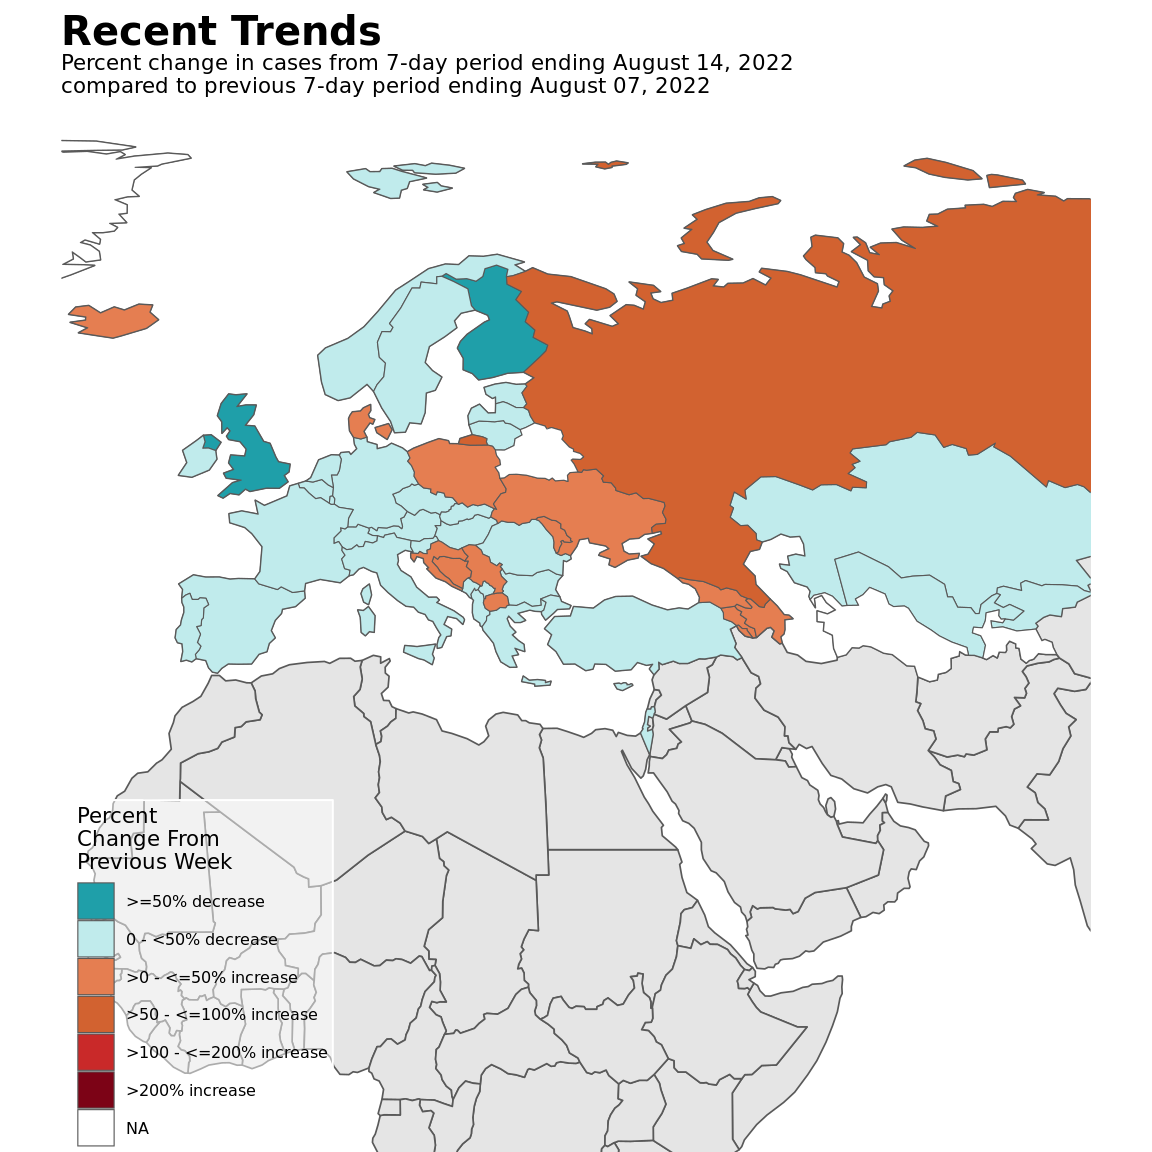 Recent Trends
Percent change in cases from 7-day period ending August 14, 2022
compared to previous 7-day period ending August 07, 2022
Percent
Change From
Previous Week
>=50% decrease
0 - <50% decrease
>0 - <=50% increase
>50 - <=100% increase
>100 - <=200% increase
>200% increase
NA